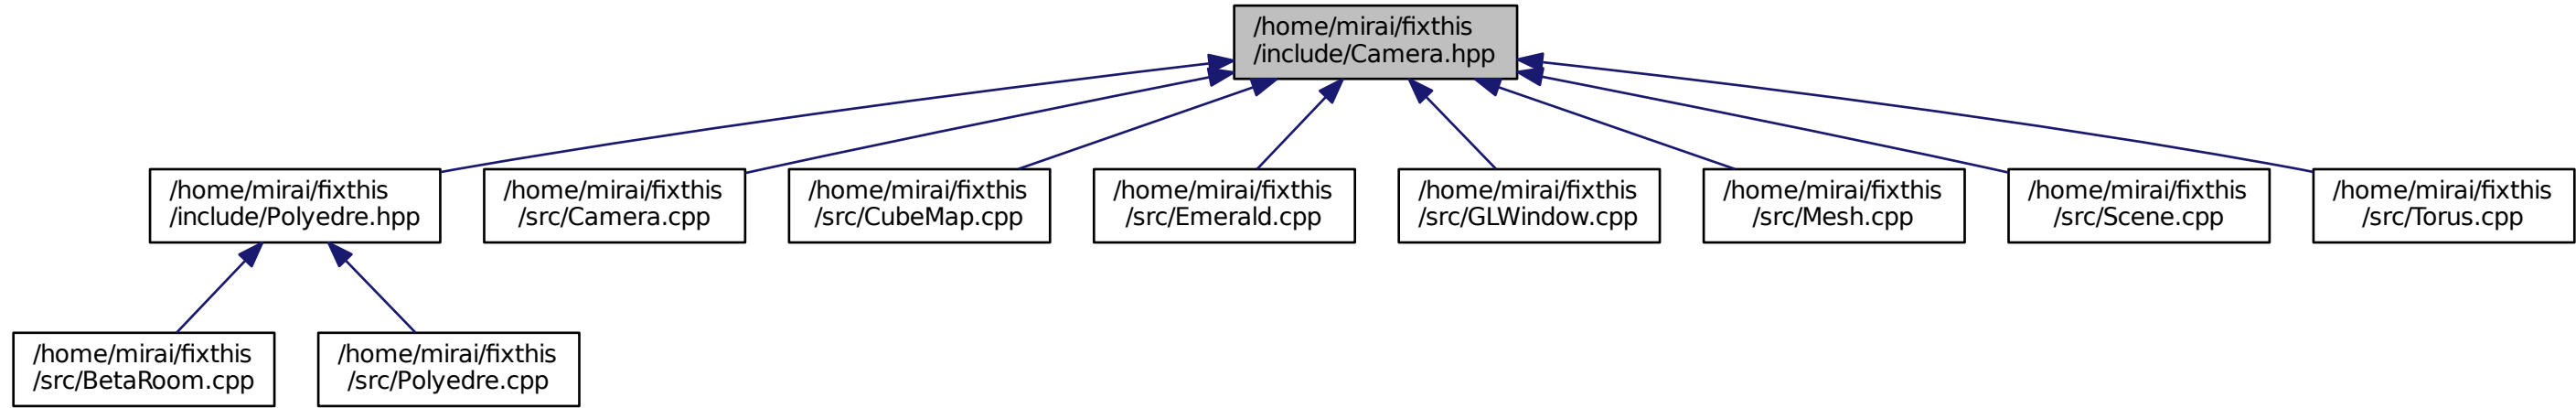 /home/mirai/fixthis
/include/Camera.hpp
/home/mirai/fixthis
/include/Polyedre.hpp
/home/mirai/fixthis
/src/Camera.cpp
/home/mirai/fixthis
/src/CubeMap.cpp
/home/mirai/fixthis
/src/Emerald.cpp
/home/mirai/fixthis
/src/GLWindow.cpp
/home/mirai/fixthis
/src/Mesh.cpp
/home/mirai/fixthis
/src/Scene.cpp
/home/mirai/fixthis
/src/Torus.cpp
/home/mirai/fixthis
/src/BetaRoom.cpp
/home/mirai/fixthis
/src/Polyedre.cpp